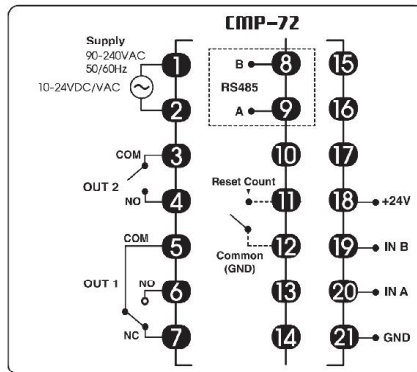 CMP-72
Supply
90-240VAC
50/60Hz
10-24VDC/VAC
1
2
COM
3
OUT 2
NO
4
COM
5
OUT 1
NO
6
NC
7
B
8
RS485
A
9
10
Reset Count
11
12
Common
(GND)
13
14
15
16
17
18
+24V
19
IN B
20
IN A
21
GND